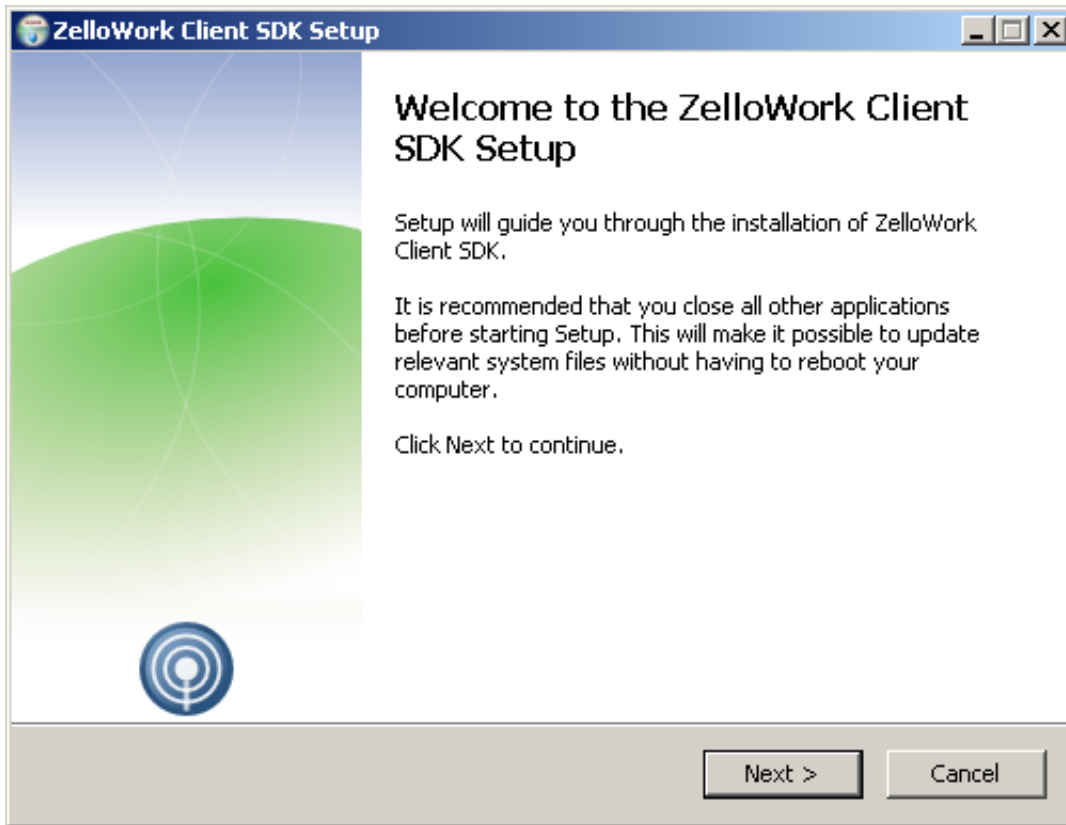 ZelloWork Client SDK Setup
Welcome to the ZelloWork Client
SDK Setup
Setup will guide you through the installation of ZelloWork
Client SDK.
It is recommended that you close all other applications
before starting Setup. This will make it possible to update
relevant system files without having to reboot your
computer.
Click Next to continue.
Next >
Cancel